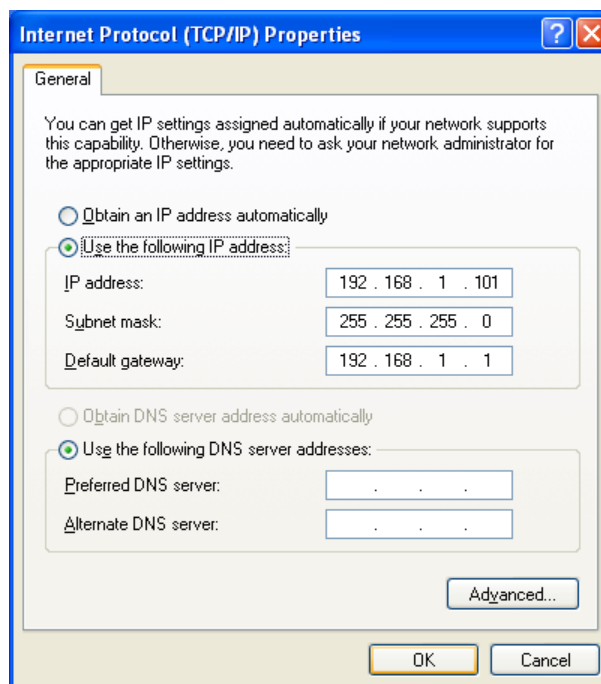 Internet Protocol (TCP/IP) Properties
General
You can get IP settings assigned automatically if your network supports
this capability. Otherwise, you need to ask your network administrator for
the appropriate IP settings.
Obtain an IP address automatically
Use the following IP address:
IP address: 192 . 168 . 1 . 101
Subnet mask: 255 . 255 . 255 . 0
Default gateway: 192 . 168 . 1 . 1
Obtain DNS server address automatically
Use the following DNS server addresses:
Preferred DNS server: . . .
Alternate DNS server: . . .
Advanced...
OK Cancel